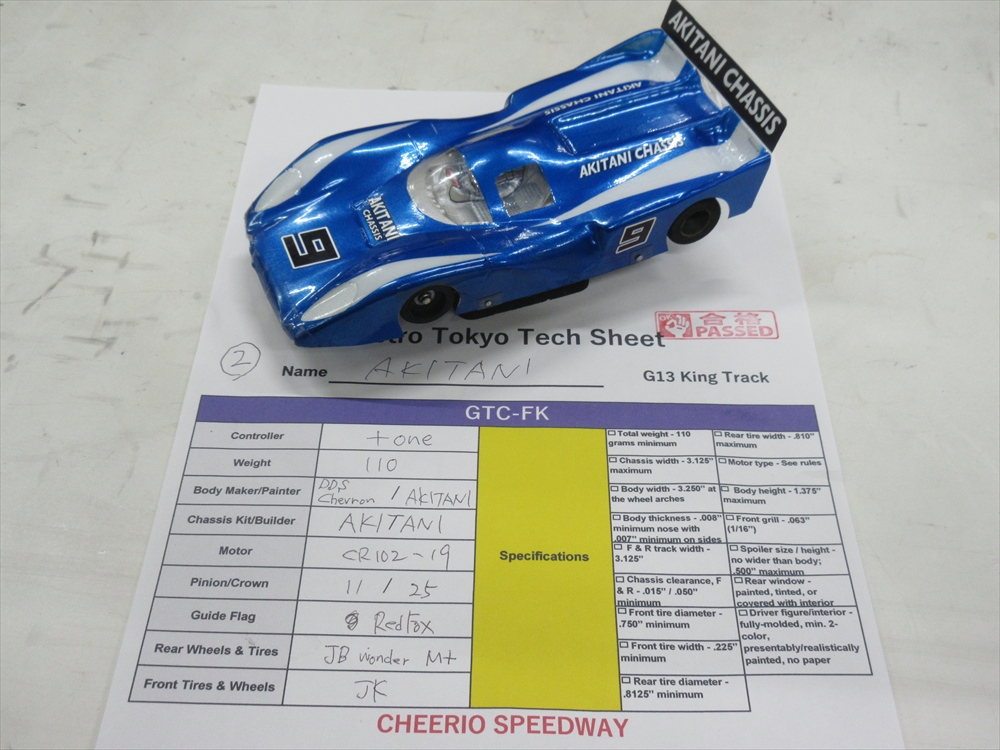 AKITANI CHASSIS
AKITANI CHASSIS
AKITANI CHASSIS
AKITANI
CHASSIS
9
9
tro Tokyo Tech Sheet
合格
PASSED
2
Name AKITANI
G13 King Track
GTC-FK
Controller + one
Weight 110
Body Maker/Painter DDS Chevron / AKITANI
Chassis Kit/Builder AKITANI
Motor CR102-19
Pinion/Crown 11 / 25
Guide Flag Redfox
Rear Wheels & Tires JB wonder M+
Front Tires & Wheels JK
Specifications
Total weight - 110
grams minimum
Rear tire width - .810"
maximum
Chassis width - 3.125"
maximum
Motor type - See rules
Body width - 3.250" at
the wheel arches
Body height - 1.375"
maximum
Body thickness - .008"
minimum nose with
.007" minimum on sides
Front grill - .063"
(1/16")
F & R track width -
3.125"
Spoiler size / height -
no wider than body;
.500" maximum
Chassis clearance, F
& R - .015" / .050"
minimum
Rear window -
painted, tinted, or
covered with interior
Front tire diameter -
.750" minimum
Driver figure/interior -
fully-molded, min. 2-
color,
presentably/realistically
painted, no paper
Front tire width - .225"
minimum
Rear tire diameter -
.8125" minimum
CHEERIO SPEEDWAY